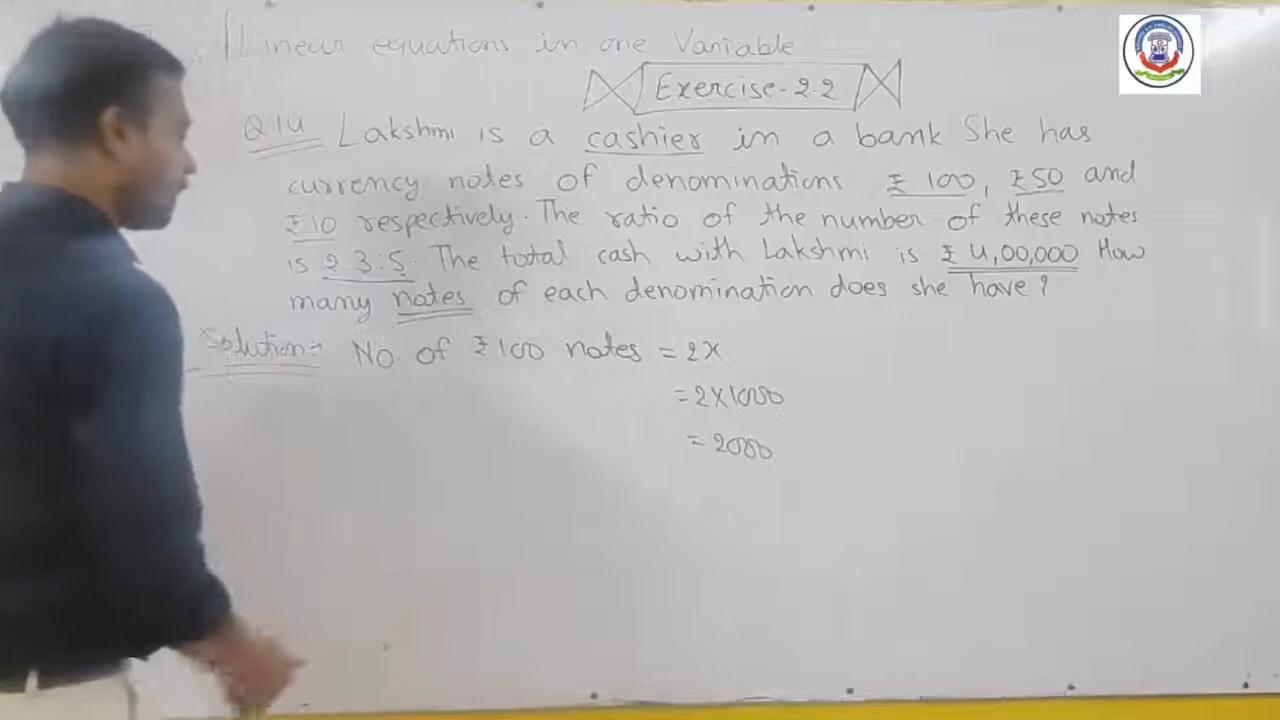 Linear equations in one Variable
Exercise-2.2
Q14 Lakshmi is a cashier in a bank She has
currency notes of denominations ₹ 100, ₹50 and
₹10 respectively. The ratio of the number of these notes
is 2 3:5. The total cash with Lakshmi is ₹ 4,00,000 How
many notes of each denomination does she have?
Solution:- No. of ₹100 notes = 2x
= 2x1000
= 2000